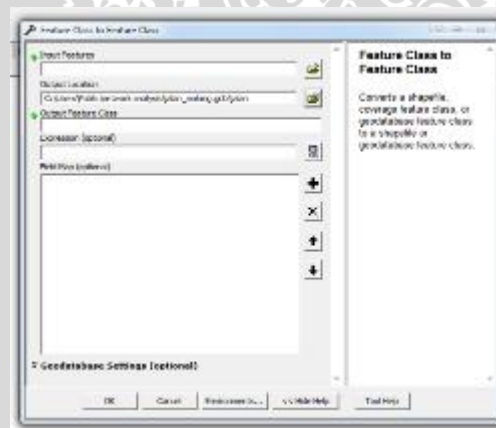 Feature Class to Feature Class
Input Features
Output Location
Output Feature Class
Expression (optional)
Field Map (optional)
Geodatabase Settings (optional)
OK
Cancel
Environments...
<< Hide Help
Tool Help
Feature Class to
Feature Class
Converts a shapefile,
coverage feature class, or
geodatabase feature class
to a shapefile or
geodatabase feature class.